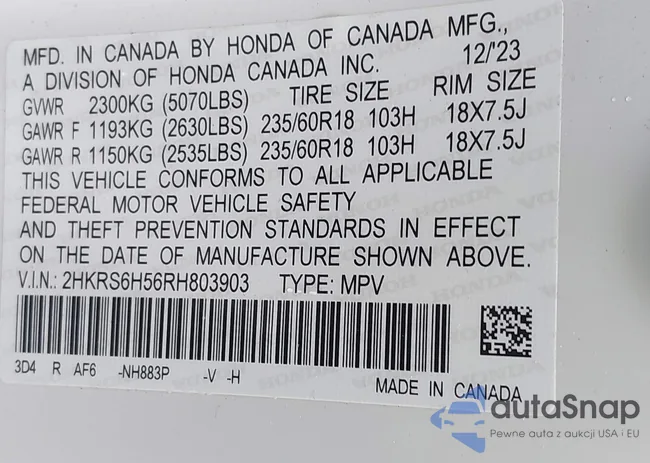 MFD. IN CANADA BY HONDA OF CANADA MFG.,
A DIVISION OF HONDA CANADA INC. 12/'23
GVWR 2300KG (5070LBS) TIRE SIZE RIM SIZE
GAWR F 1193KG (2630LBS) 235/60R18 103H 18X7.5J
GAWR R 1150KG (2535LBS) 235/60R18 103H 18X7.5J
THIS VEHICLE CONFORMS TO ALL APPLICABLE
FEDERAL MOTOR VEHICLE SAFETY
AND THEFT PREVENTION STANDARDS IN EFFECT
ON THE DATE OF MANUFACTURE SHOWN ABOVE.
V.I.N.: 2HKRS6H56RH803903 TYPE: MPV
3D4 R AF6 -NH883P -V -H
MADE IN CANADA
autaSnap
Pewne auta z aukcji USA i EU